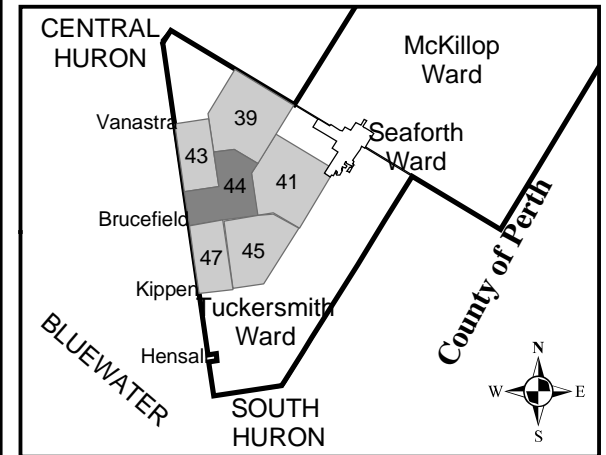 CENTRAL
HURON
McKillop
Ward
Vanastra
39
Seaforth
Ward
43
44
41
Brucefield
47
45
Kippen
Tuckersmith
Ward
County of Perth
BLUEWATER
Hensall
SOUTH
HURON
N
W
E
S